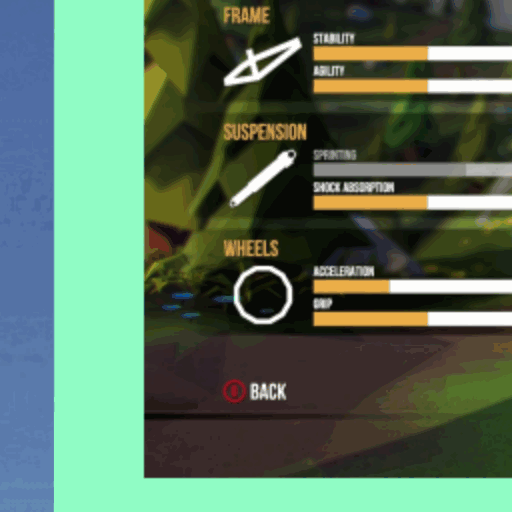 FRAME
STABILITY
AGILITY
SUSPENSION
SPRINTING
SHOCK ABSORPTION
WHEELS
ACCELERATION
GRIP
BACK